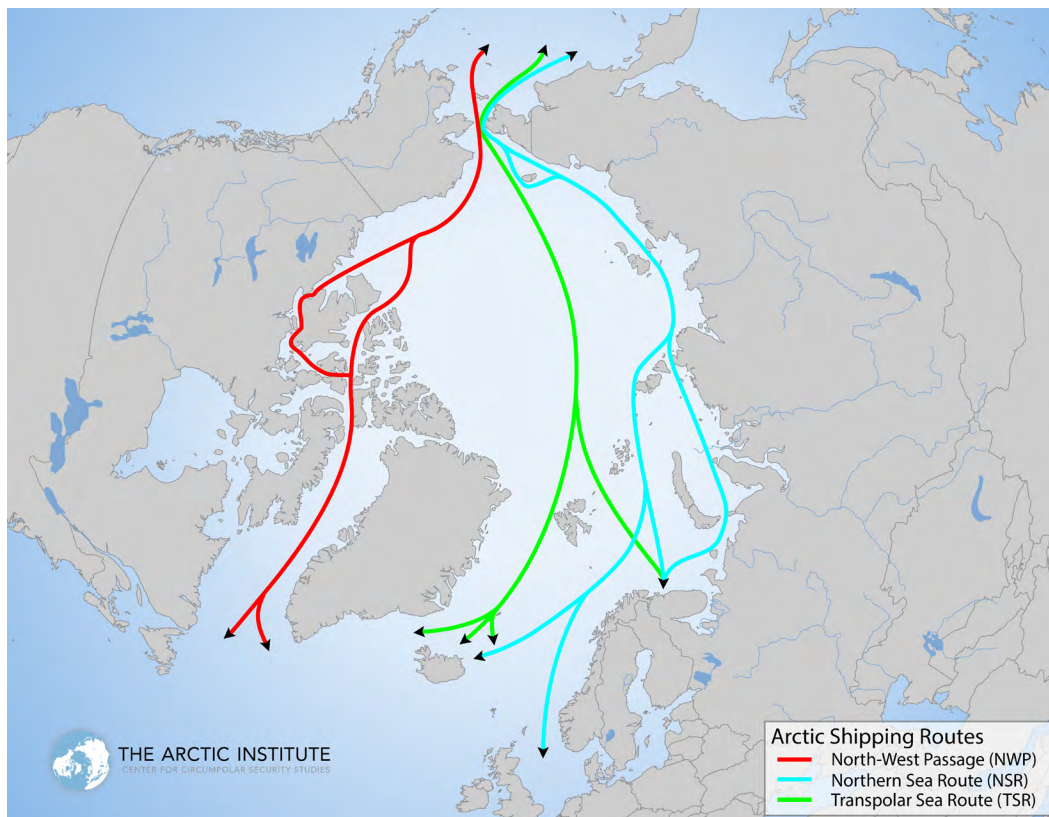 THE ARCTIC INSTITUTE
CENTER FOR CIRCUMPOLAR SECURITY STUDIES
Arctic Shipping Routes
North-West Passage (NWP)
Northern Sea Route (NSR)
Transpolar Sea Route (TSR)